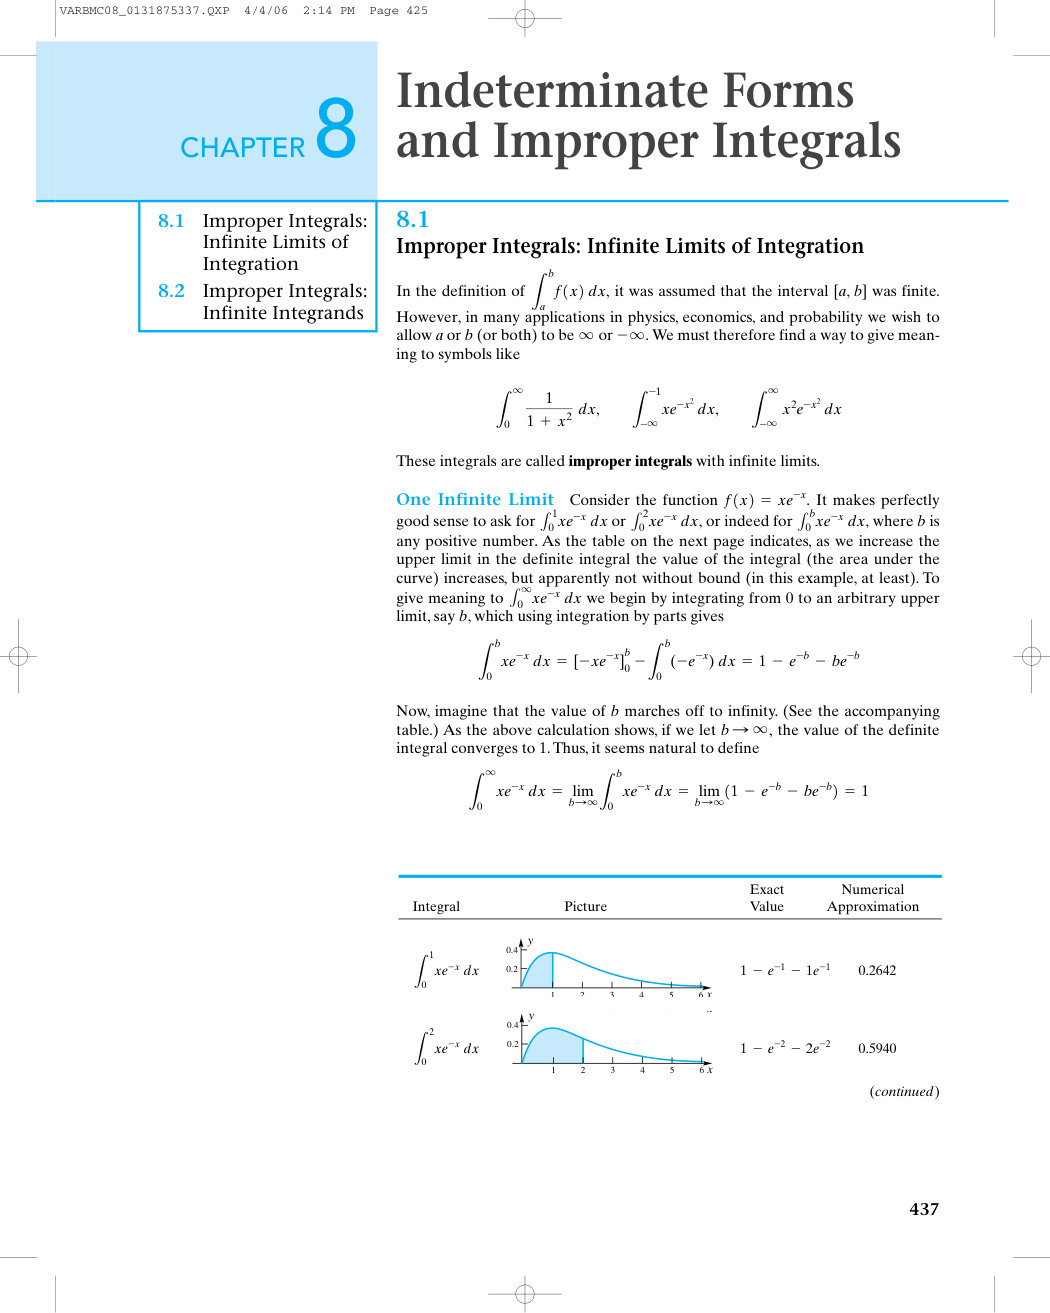 VARBMC08_0131875337.QXP 4/4/06 2:14 PM Page 425
CHAPTER 8
Indeterminate Forms
and Improper Integrals
8.1 Improper Integrals:
Infinite Limits of
Integration
8.2 Improper Integrals:
Infinite Integrands
8.1
Improper Integrals: Infinite Limits of Integration
In the definition of ∫_a^b f(x) dx, it was assumed that the interval [a, b] was finite.
However, in many applications in physics, economics, and probability we wish to
allow a or b (or both) to be ∞ or −∞. We must therefore find a way to give mean-
ing to symbols like
∫_0^∞ 1/(1 + x²) dx, ∫_{−∞}^{−1} xe^{−x²} dx, ∫_{−∞}^∞ x²e^{−x²} dx
These integrals are called improper integrals with infinite limits.
One Infinite Limit Consider the function f(x) = xe^{−x}. It makes perfectly
good sense to ask for ∫_0^1 xe^{−x} dx or ∫_0^2 xe^{−x} dx, or indeed for ∫_0^b xe^{−x} dx, where b is
any positive number. As the table on the next page indicates, as we increase the
upper limit in the definite integral the value of the integral (the area under the
curve) increases, but apparently not without bound (in this example, at least). To
give meaning to ∫_0^∞ xe^{−x} dx we begin by integrating from 0 to an arbitrary upper
limit, say b, which using integration by parts gives
∫_0^b xe^{−x} dx = [−xe^{−x}]_0^b − ∫_0^b (−e^{−x}) dx = 1 − e^{−b} − be^{−b}
Now, imagine that the value of b marches off to infinity. (See the accompanying
table.) As the above calculation shows, if we let b → ∞, the value of the definite
integral converges to 1. Thus, it seems natural to define
∫_0^∞ xe^{−x} dx = lim_{b→∞} ∫_0^b xe^{−x} dx = lim_{b→∞} (1 − e^{−b} − be^{−b}) = 1
Exact Numerical
Integral Picture Value Approximation
y
0.4
∫_0^1 xe^{−x} dx 0.2 1 − e^{−1} − 1e^{−1} 0.2642
1 2 3 4 5 6 x
y
0.4
∫_0^2 xe^{−x} dx 0.2 1 − e^{−2} − 2e^{−2} 0.5940
1 2 3 4 5 6 x
(continued)
437